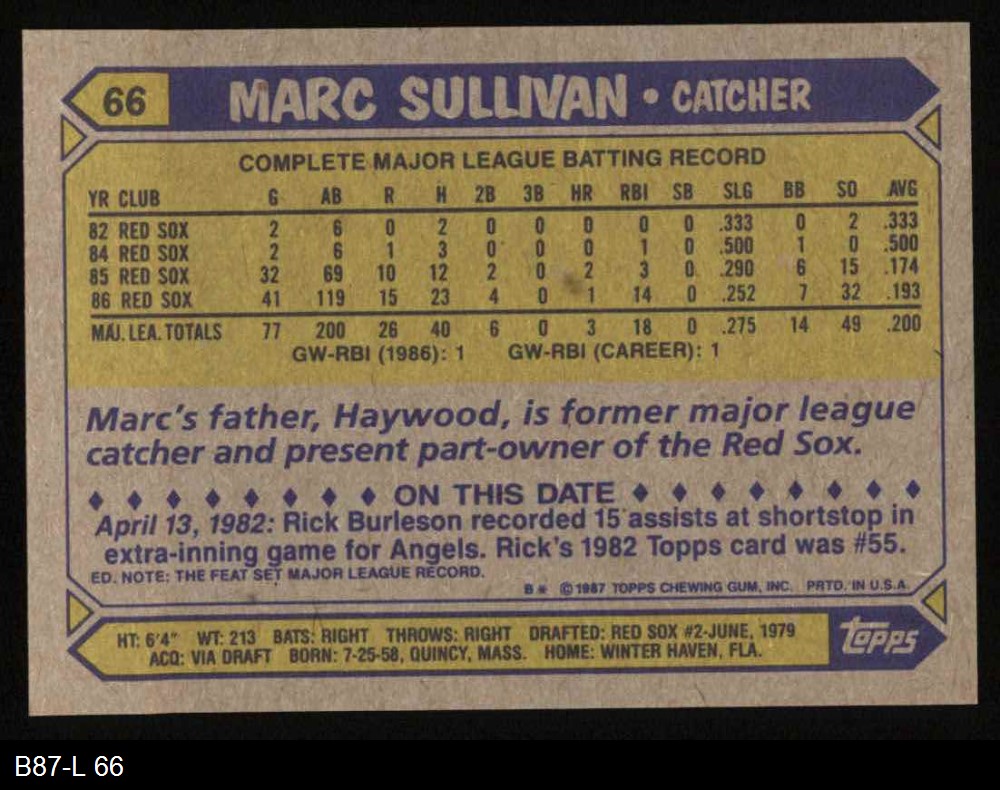 66 MARC SULLIVAN • CATCHER
COMPLETE MAJOR LEAGUE BATTING RECORD
YR CLUB G AB R H 2B 3B HR RBI SB SLG BB SO AVG
82 RED SOX 2 6 0 2 0 0 0 0 0 .333 0 2 .333
84 RED SOX 2 6 1 3 0 0 0 1 0 .500 1 0 .500
85 RED SOX 32 69 10 12 2 0 2 3 0 .290 6 15 .174
86 RED SOX 41 119 15 23 4 0 1 14 0 .252 7 32 .193
MAJ. LEA. TOTALS 77 200 26 40 6 0 3 18 0 .275 14 49 .200
GW-RBI (1986): 1 GW-RBI (CAREER): 1
Marc's father, Haywood, is former major league
catcher and present part-owner of the Red Sox.
♦ ♦ ♦ ♦ ♦ ♦ ♦ ♦ ON THIS DATE ♦ ♦ ♦ ♦ ♦ ♦ ♦ ♦
April 13, 1982: Rick Burleson recorded 15 assists at shortstop in
extra-inning game for Angels. Rick's 1982 Topps card was #55.
ED. NOTE: THE FEAT SET MAJOR LEAGUE RECORD.
B* © 1987 TOPPS CHEWING GUM, INC. PRTD. IN U.S.A.
HT: 6'4" WT: 213 BATS: RIGHT THROWS: RIGHT DRAFTED: RED SOX #2-JUNE, 1979
ACQ: VIA DRAFT BORN: 7-25-58, QUINCY, MASS. HOME: WINTER HAVEN, FLA.
topps
B87-L 66